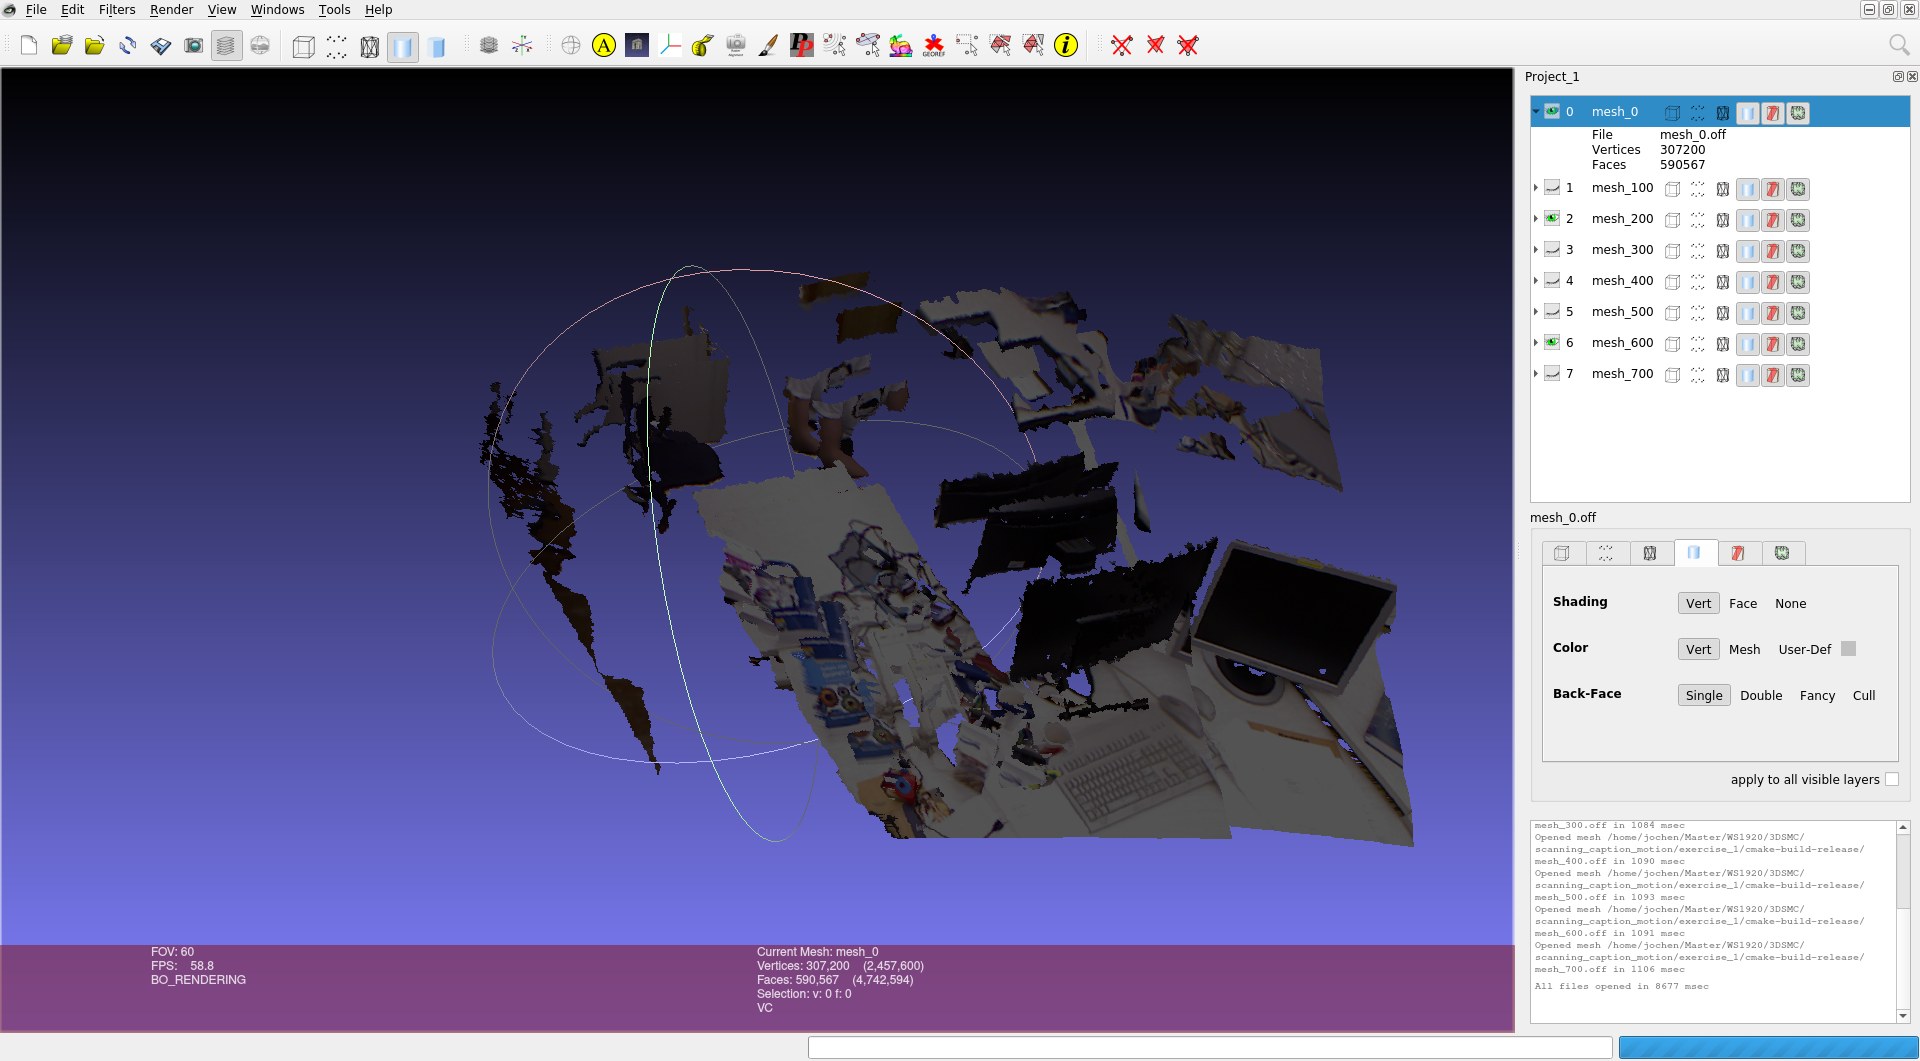 File Edit Filters Render View Windows Tools Help
A
PP
GEOREF
i
Project_1
0 mesh_0
File mesh_0.off
Vertices 307200
Faces 590567
1 mesh_100
2 mesh_200
3 mesh_300
4 mesh_400
5 mesh_500
6 mesh_600
7 mesh_700
mesh_0.off
Shading Vert Face None
Color Vert Mesh User-Def
Back-Face Single Double Fancy Cull
apply to all visible layers
mesh_300.off in 1084 msec
Opened mesh /home/jochen/Master/WS1920/3DSMC/
scanning_caption_motion/exercise_1/cmake-build-release/
mesh_400.off in 1090 msec
Opened mesh /home/jochen/Master/WS1920/3DSMC/
scanning_caption_motion/exercise_1/cmake-build-release/
mesh_500.off in 1093 msec
Opened mesh /home/jochen/Master/WS1920/3DSMC/
scanning_caption_motion/exercise_1/cmake-build-release/
mesh_600.off in 1091 msec
Opened mesh /home/jochen/Master/WS1920/3DSMC/
scanning_caption_motion/exercise_1/cmake-build-release/
mesh_700.off in 1106 msec
All files opened in 8677 msec
FOV: 60
FPS: 58.8
BO_RENDERING
Current Mesh: mesh_0
Vertices: 307,200 (2,457,600)
Faces: 590,567 (4,742,594)
Selection: v: 0 f: 0
VC